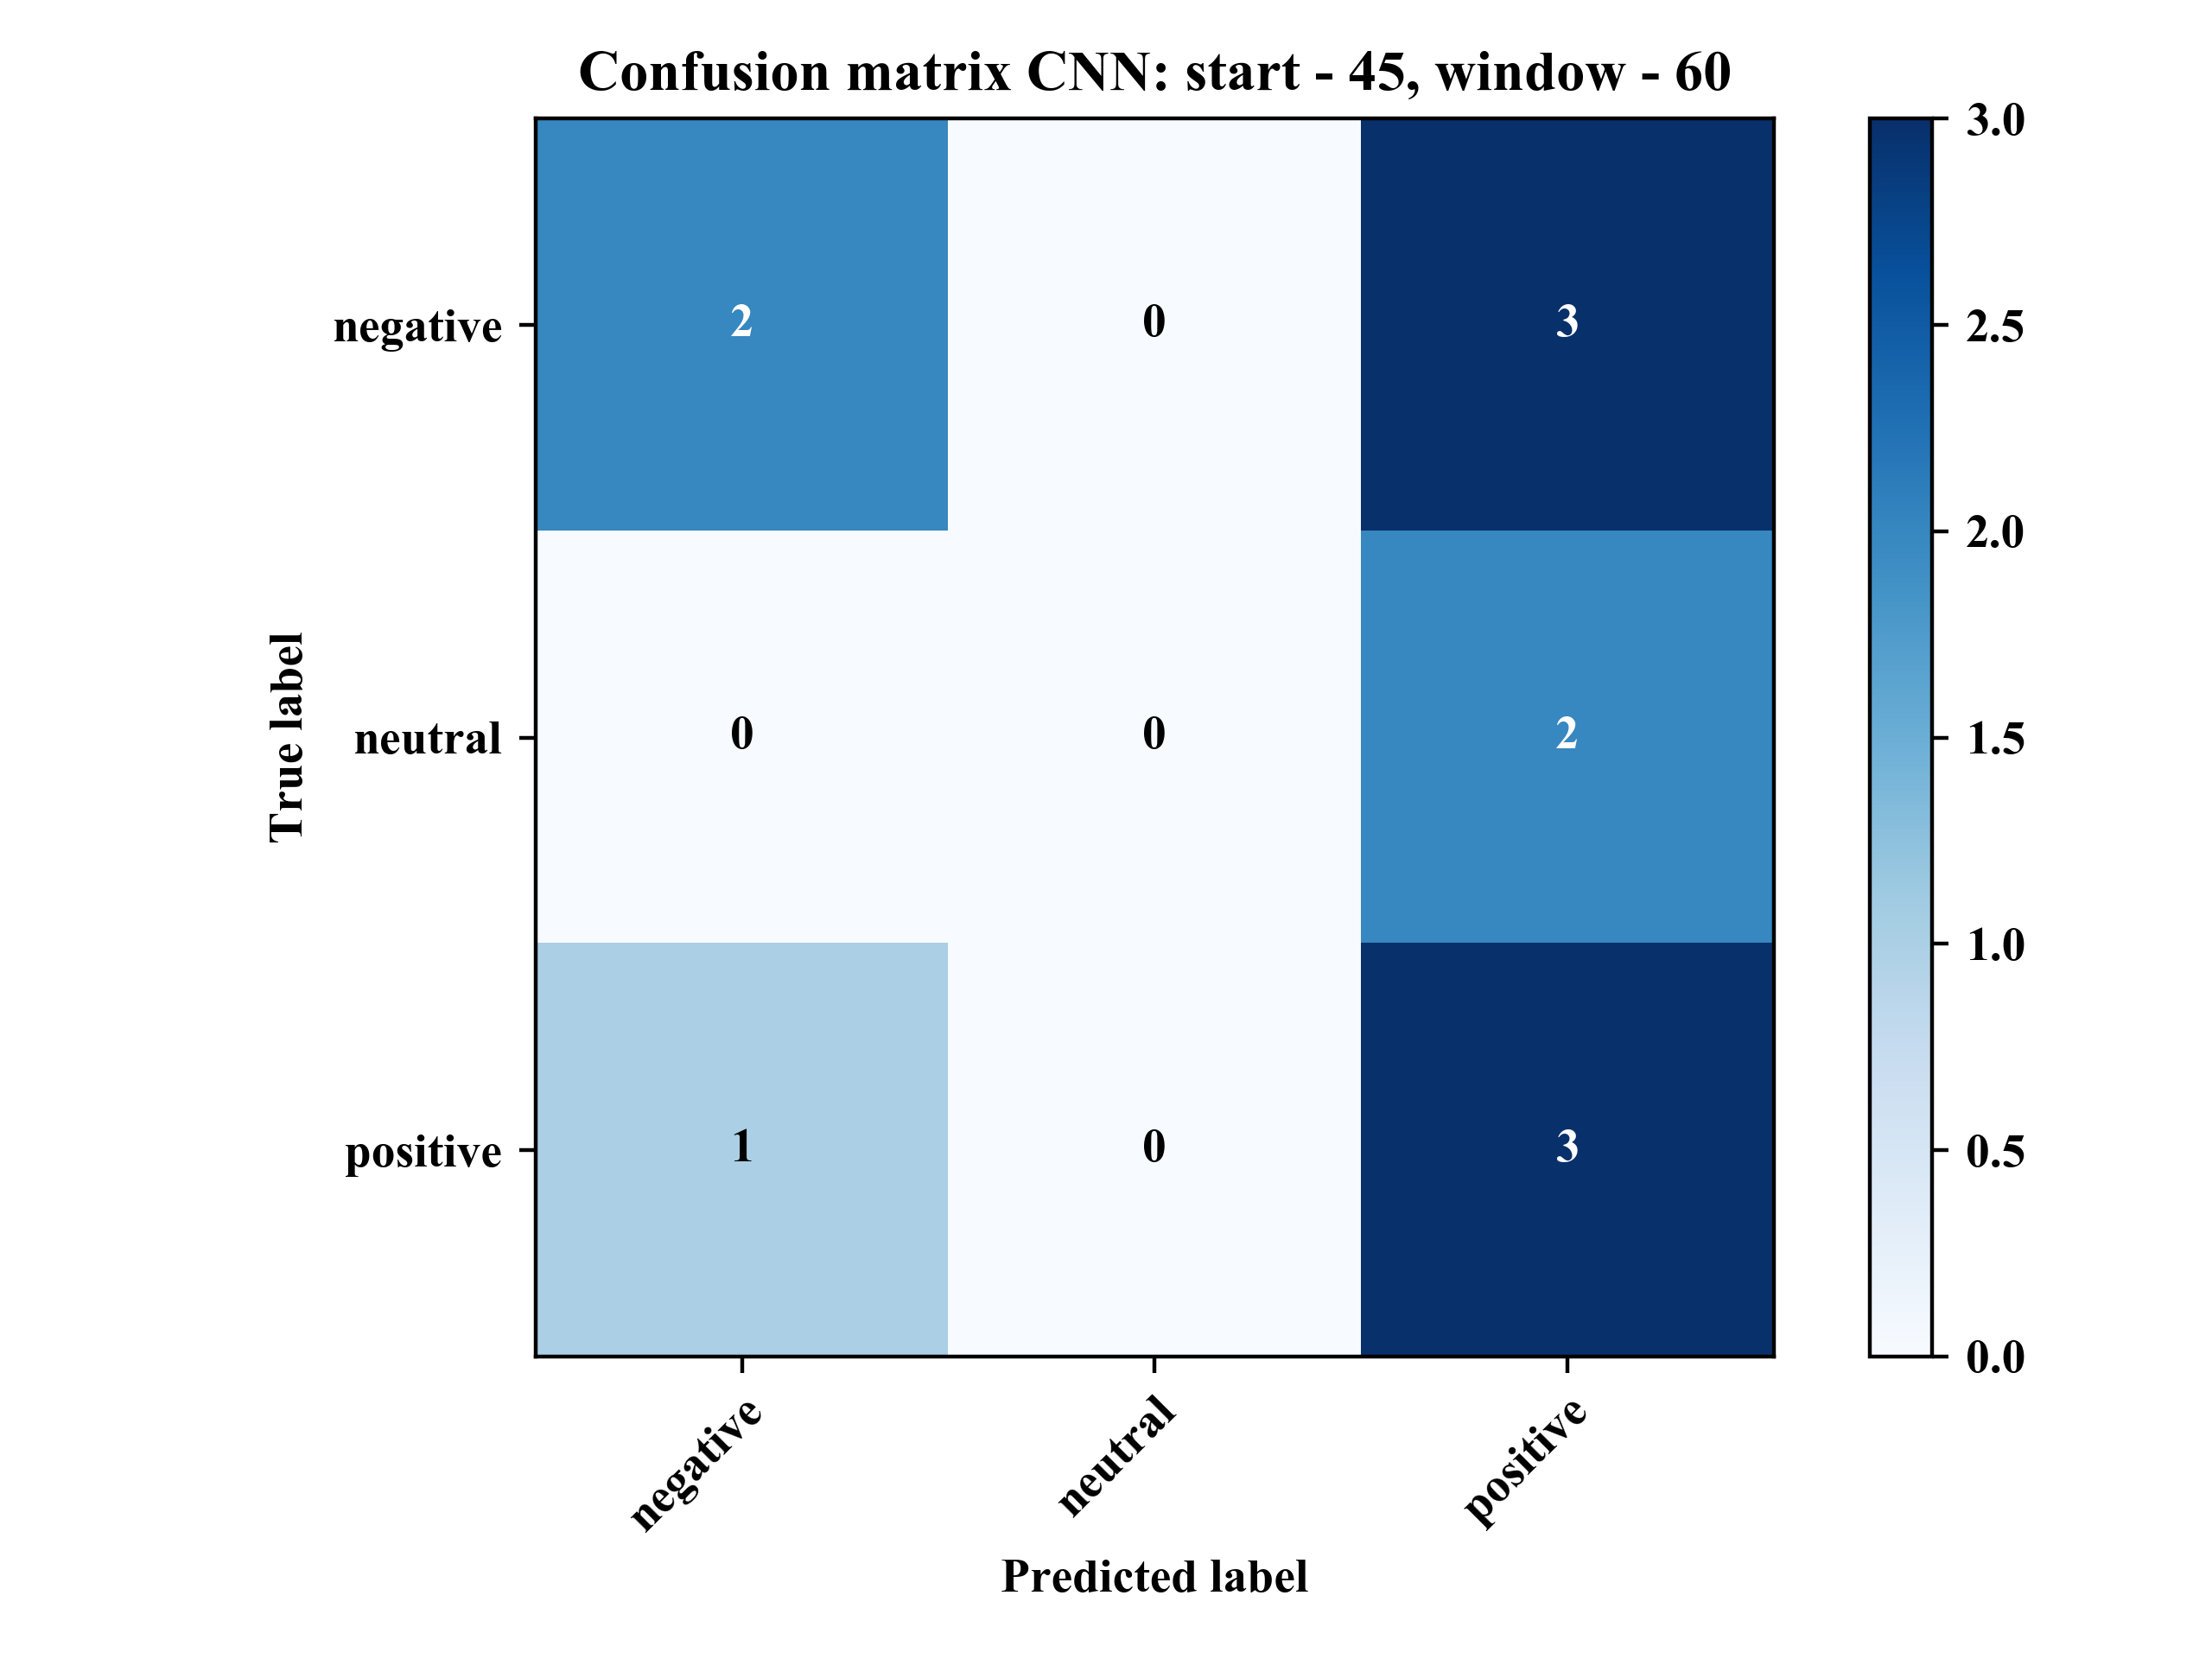 Confusion matrix CNN: start - 45, window - 60
3.0
negative
2
0
3
2.5
2.0
True label
neutral
0
0
2
1.5
1.0
positive
1
0
3
0.5
0.0
negative
neutral
positive
Predicted label